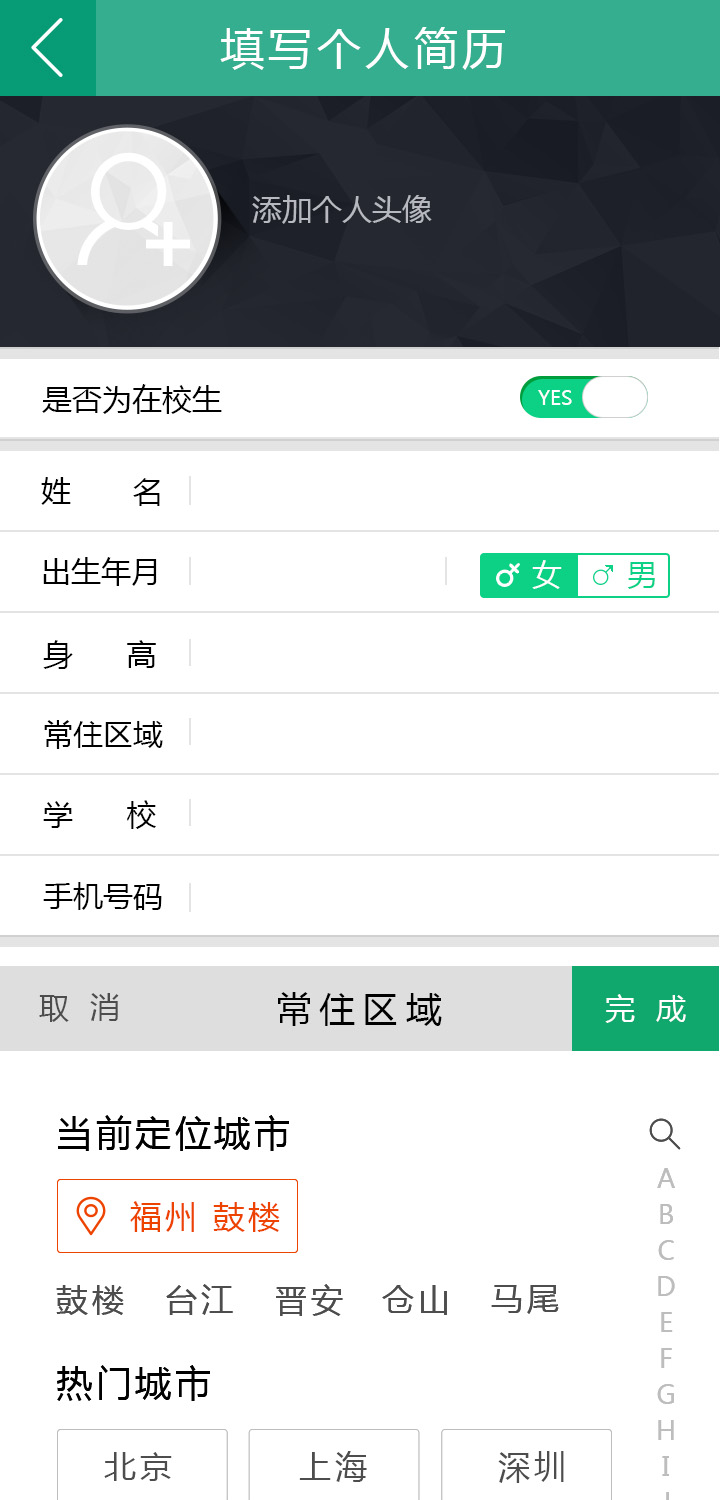 填写个人简历
添加个人头像
是否为在校生 YES
姓 名
出生年月 女 男
身 高
常住区域
学 校
手机号码
取 消 常住区域 完 成
当前定位城市
A
福州 鼓楼
B
C
D
鼓楼 台江 晋安 仓山 马尾
E
F
热门城市
G
H
北京 上海 深圳
I